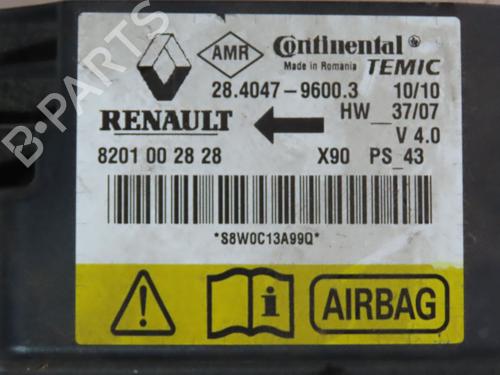 AMR Continental
Made in Romania TEMIC
28.4047-9600.3 10/10
HW__37/07
RENAULT V 4.0
8201 00 28 28 X90 PS_43
*S8W0C13A99Q*
AIRBAG
B-PARTS